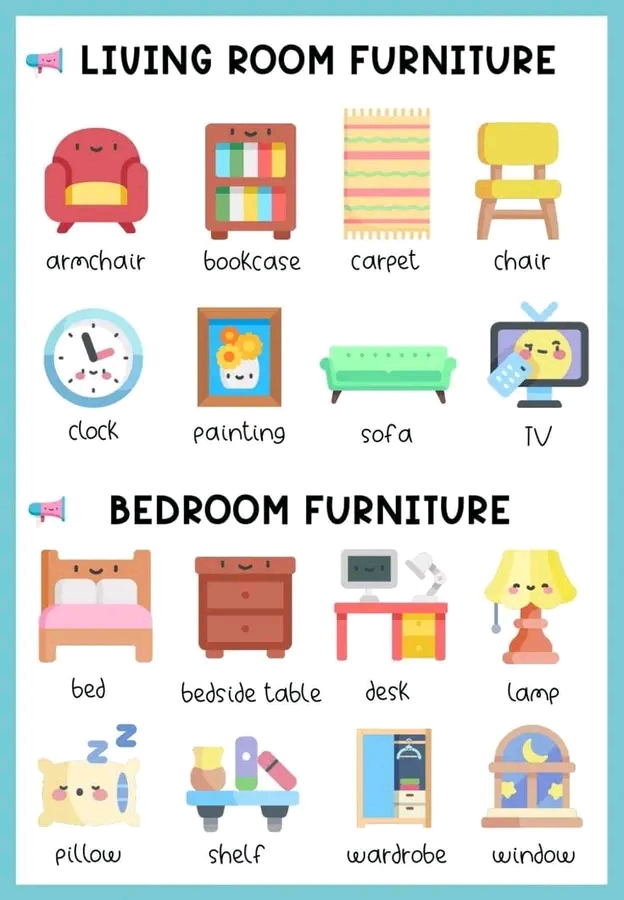 LIVING ROOM FURNITURE
armchair bookcase carpet chair
clock painting sofa TV
BEDROOM FURNITURE
bed bedside table desk lamp
z z
pillow shelf wardrobe window